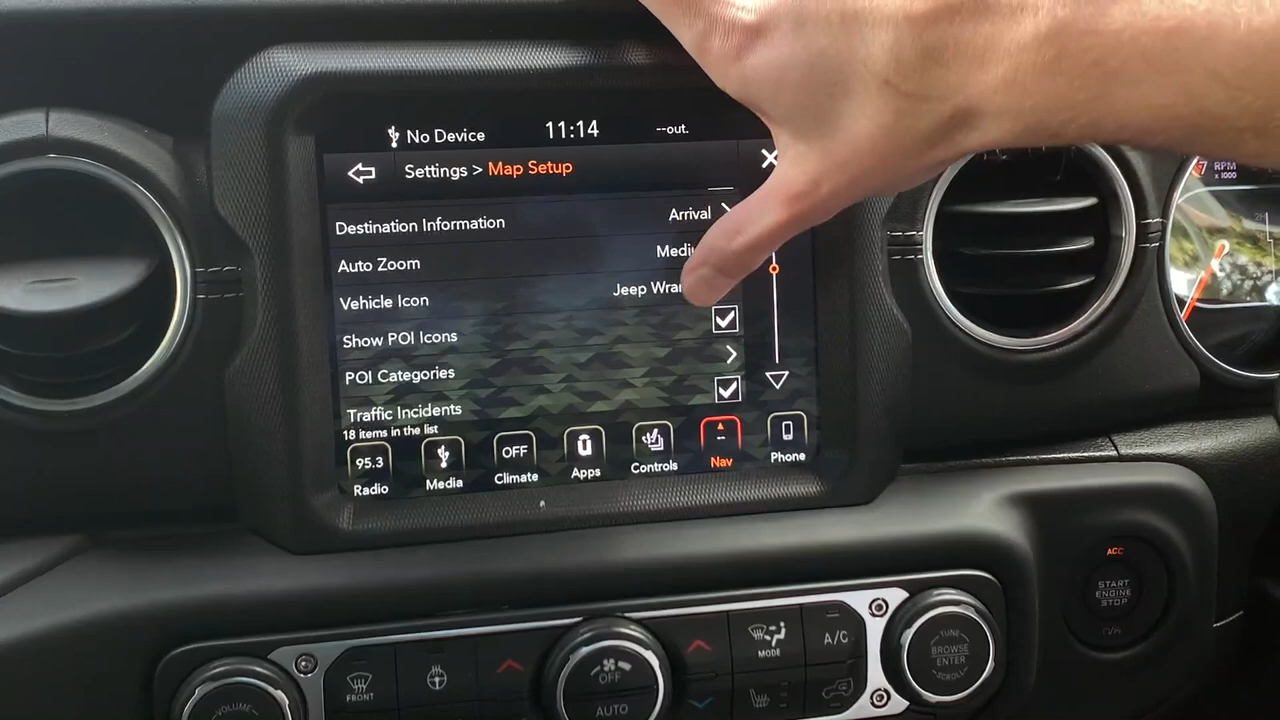 No Device 11:14 --out.
Settings > Map Setup
Destination Information Arrival
Auto Zoom
Vehicle Icon Jeep
Show POI Icons
POI Categories
Traffic Incidents
18 items in the list
95.3 OFF
Radio Media Climate Apps Controls Nav Phone
RPM
x 1000
ACC
START
ENGINE
STOP
FRONT
OFF
AUTO
MODE
A/C
VOLUME
TUNE
BROWSE
ENTER
SCROLL